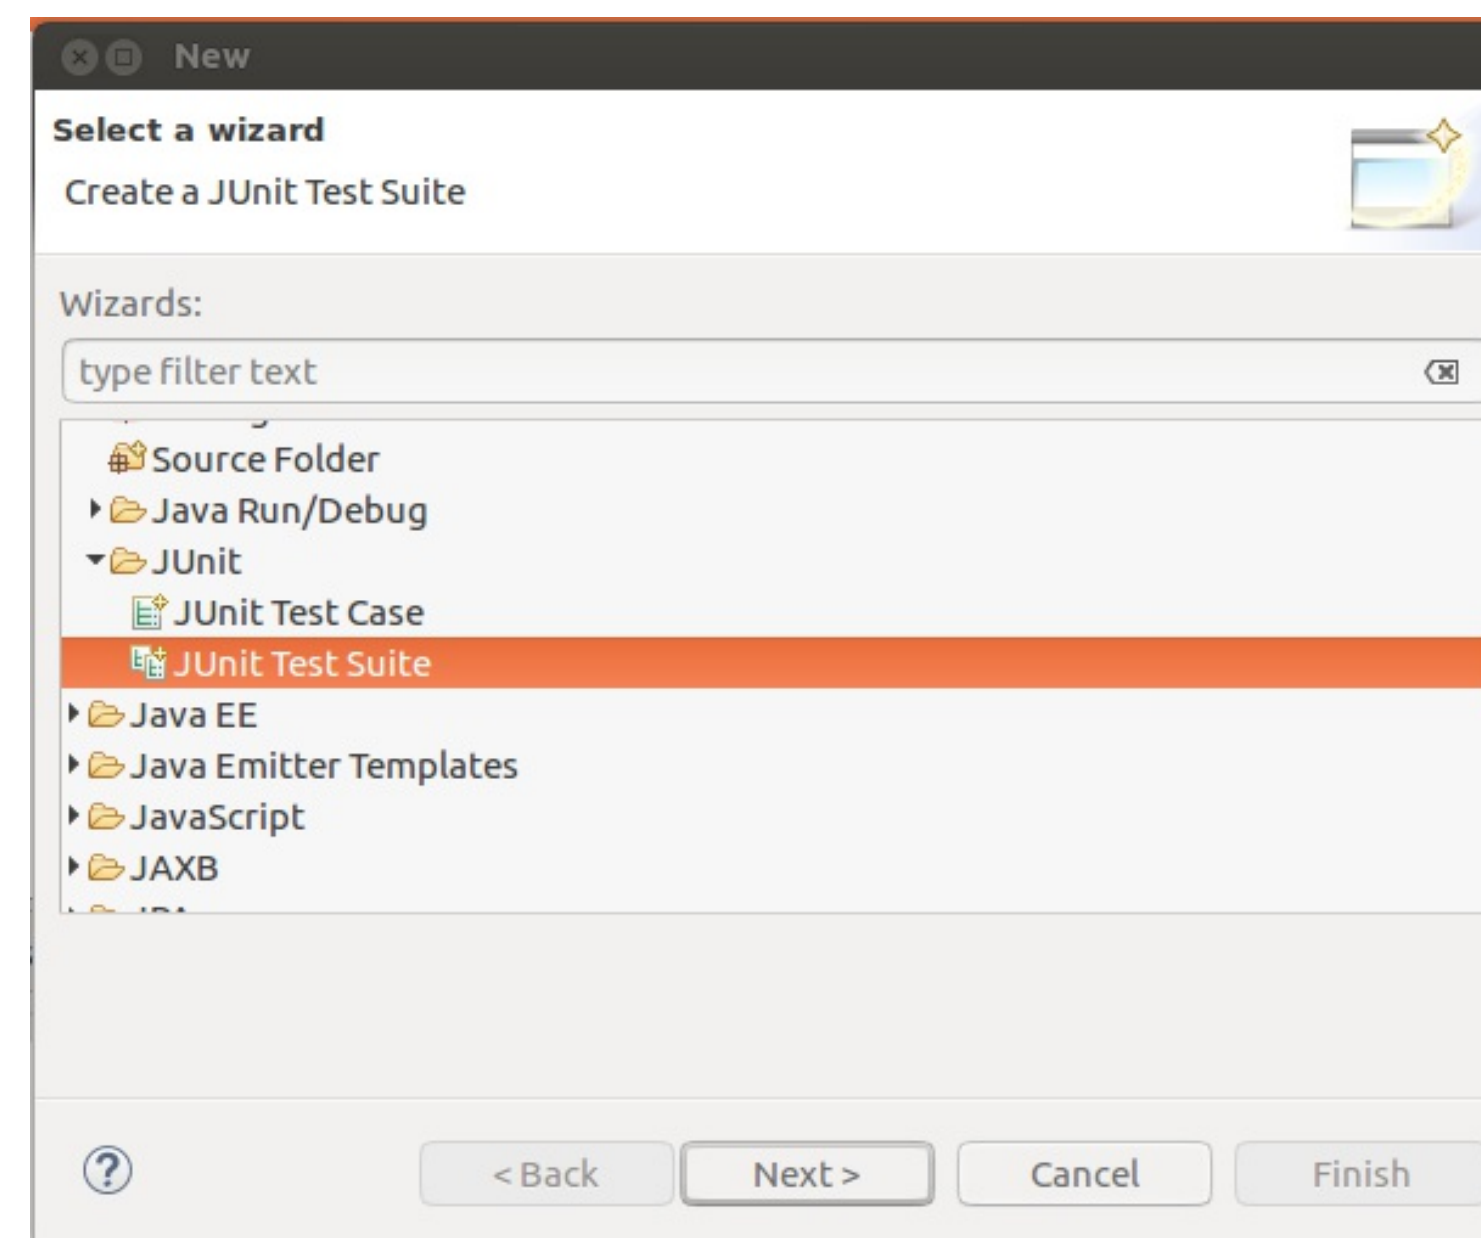 New
Select a wizard
Create a JUnit Test Suite
Wizards:
type filter text
Source Folder
Java Run/Debug
JUnit
JUnit Test Case
JUnit Test Suite
Java EE
Java Emitter Templates
JavaScript
JAXB
< Back Next > Cancel Finish